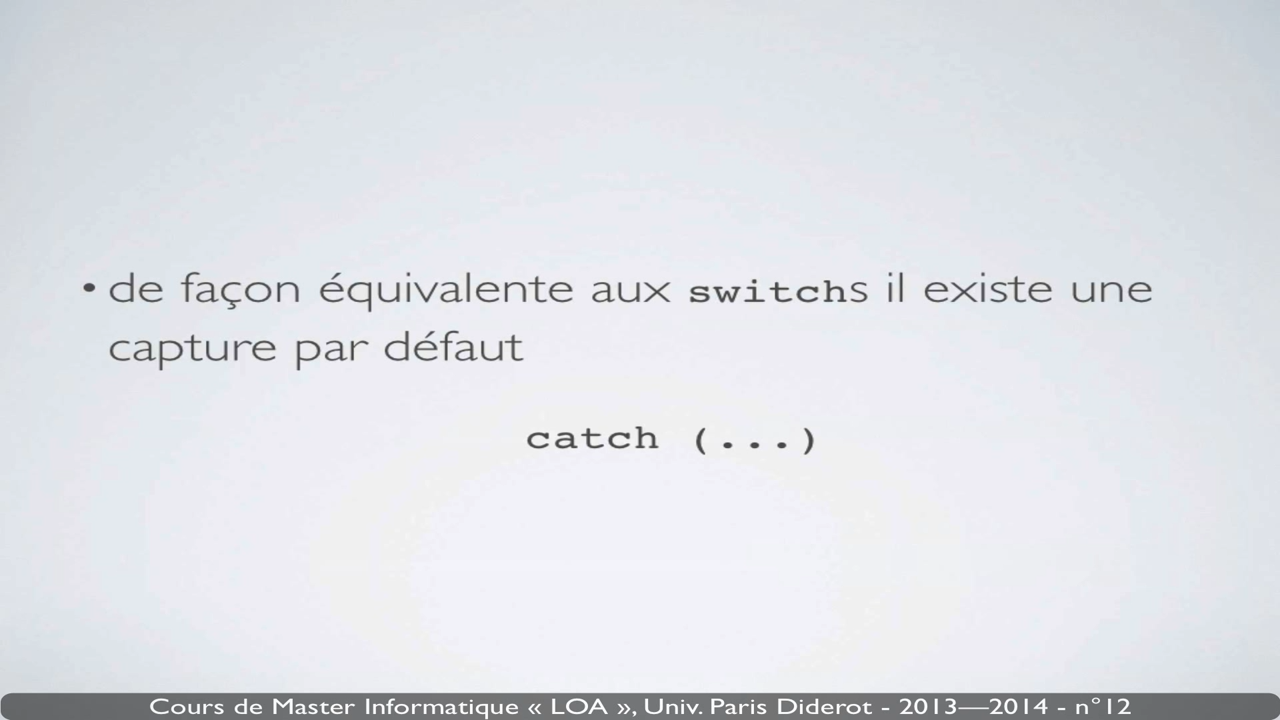 • de façon équivalente aux switchs il existe une
capture par défaut
catch (...)
Cours de Master Informatique « LOA », Univ. Paris Diderot - 2013—2014 - n°12